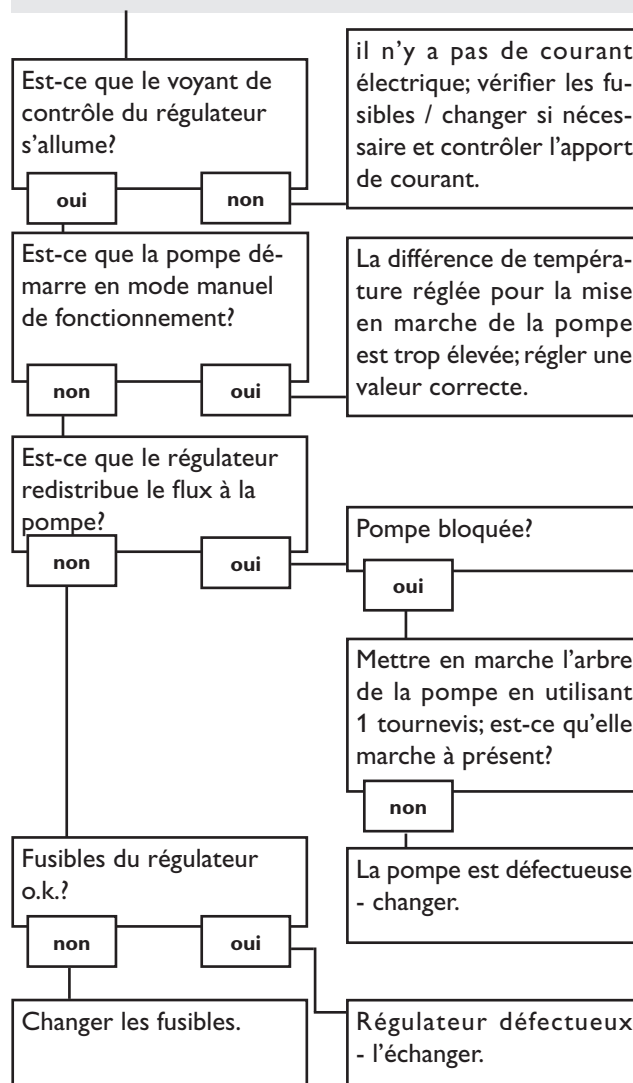 Est-ce que le voyant de
contrôle du régulateur
s’allume?
oui
non
il n’y a pas de courant
électrique; vérifier les fu-
sibles / changer si néces-
saire et contrôler l’apport
de courant.
Est-ce que la pompe dé-
marre en mode manuel
de fonctionnement?
non
oui
La différence de tempéra-
ture réglée pour la mise
en marche de la pompe
est trop élevée; régler une
valeur correcte.
Est-ce que le régulateur
redistribue le flux à la
pompe?
non
oui
Pompe bloquée?
oui
Mettre en marche l’arbre
de la pompe en utilisant
1 tournevis; est-ce qu’elle
marche à présent?
non
La pompe est défectueuse
- changer.
Fusibles du régulateur
o.k.?
non
oui
Changer les fusibles.
Régulateur défectueux
- l’échanger.